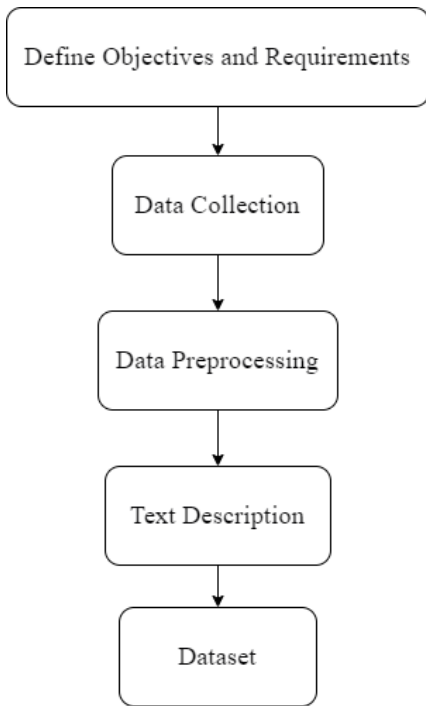 Define Objectives and Requirements
Data Collection
Data Preprocessing
Text Description
Dataset